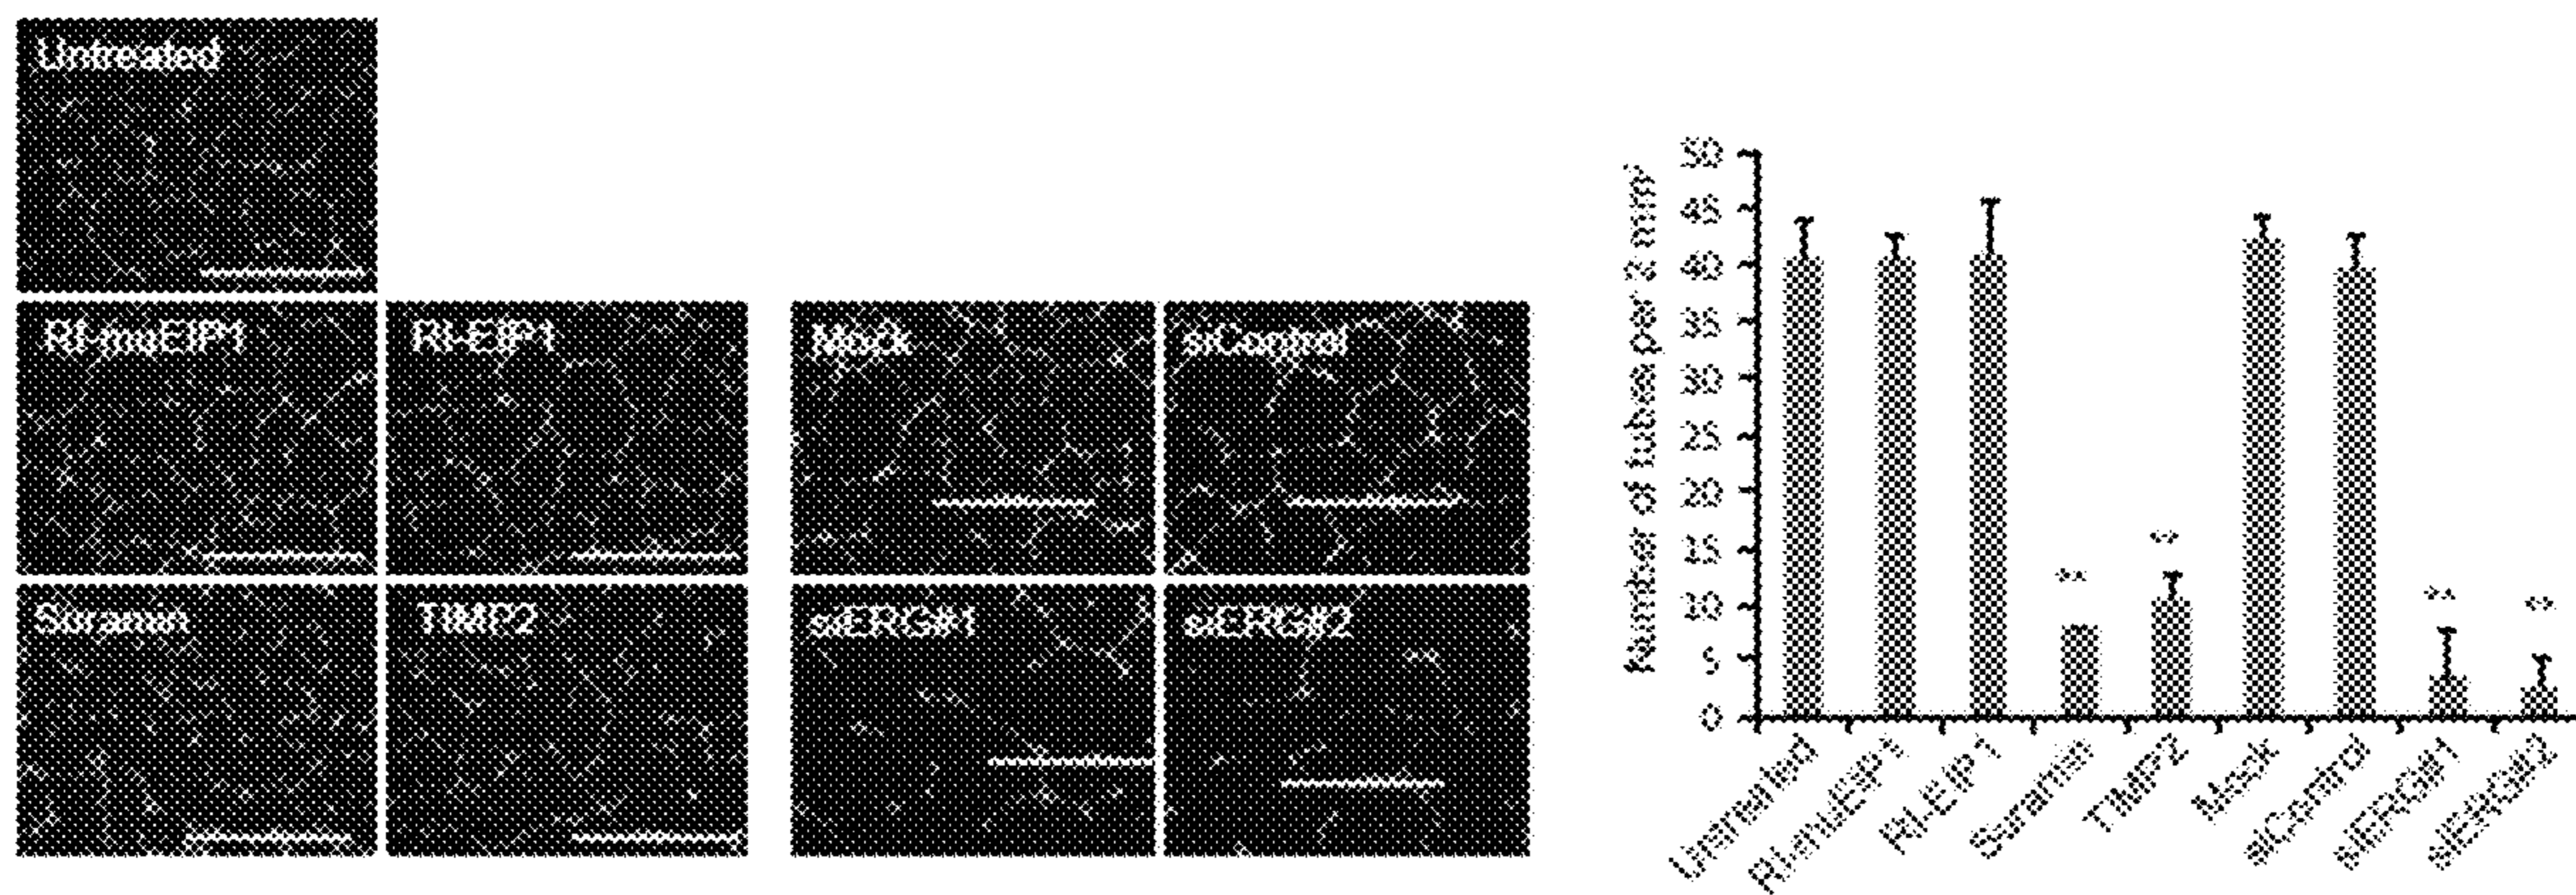 Untreated
RI-muEIP1
RI-EIP1
Mock
siControl
Suramin
TIMP2
siERG#1
siERG#2
Number of tubes per 2 mm²
50
45
40
35
30
25
20
15
10
5
0
**
**
**
**
Untreated
RI-muEIP1
RI-EIP1
Suramin
TIMP2
Mock
siControl
siERG#1
siERG#2